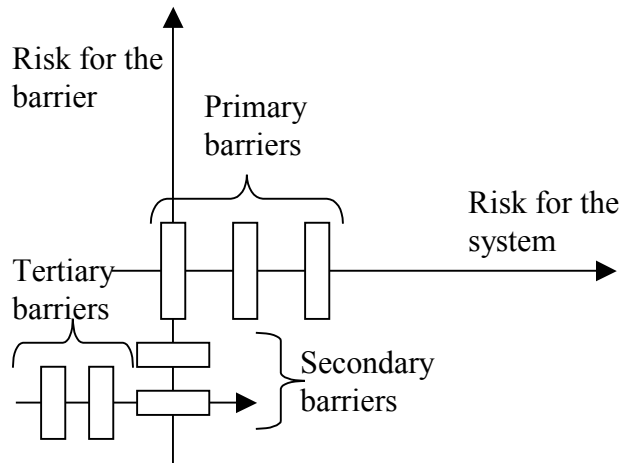 Risk for the
barrier
Primary
barriers
Risk for the
system
Tertiary
barriers
Secondary
barriers